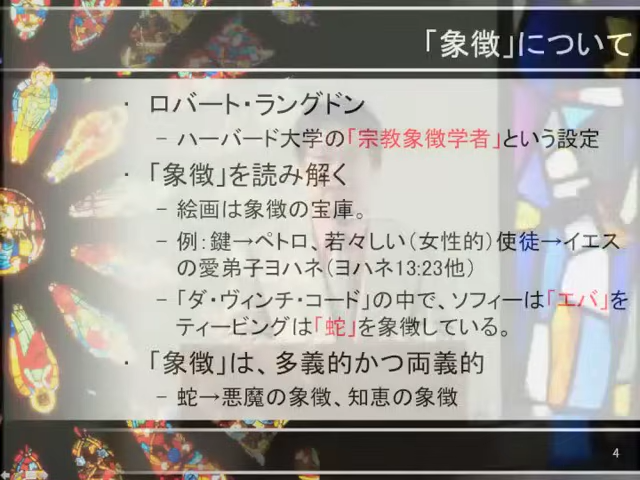 「象徴」について
・ ロバート・ラングドン
– ハーバード大学の「宗教象徴学者」という設定
・ 「象徴」を読み解く
– 絵画は象徴の宝庫。
– 例:鍵→ペトロ、若々しい(女性的)使徒→イエス
の愛弟子ヨハネ(ヨハネ13:23他)
– 「ダ・ヴィンチ・コード」の中で、ソフィーは「エバ」を
ティービングは「蛇」を象徴している。
・ 「象徴」は、多義的かつ両義的
– 蛇→悪魔の象徴、知恵の象徴
4